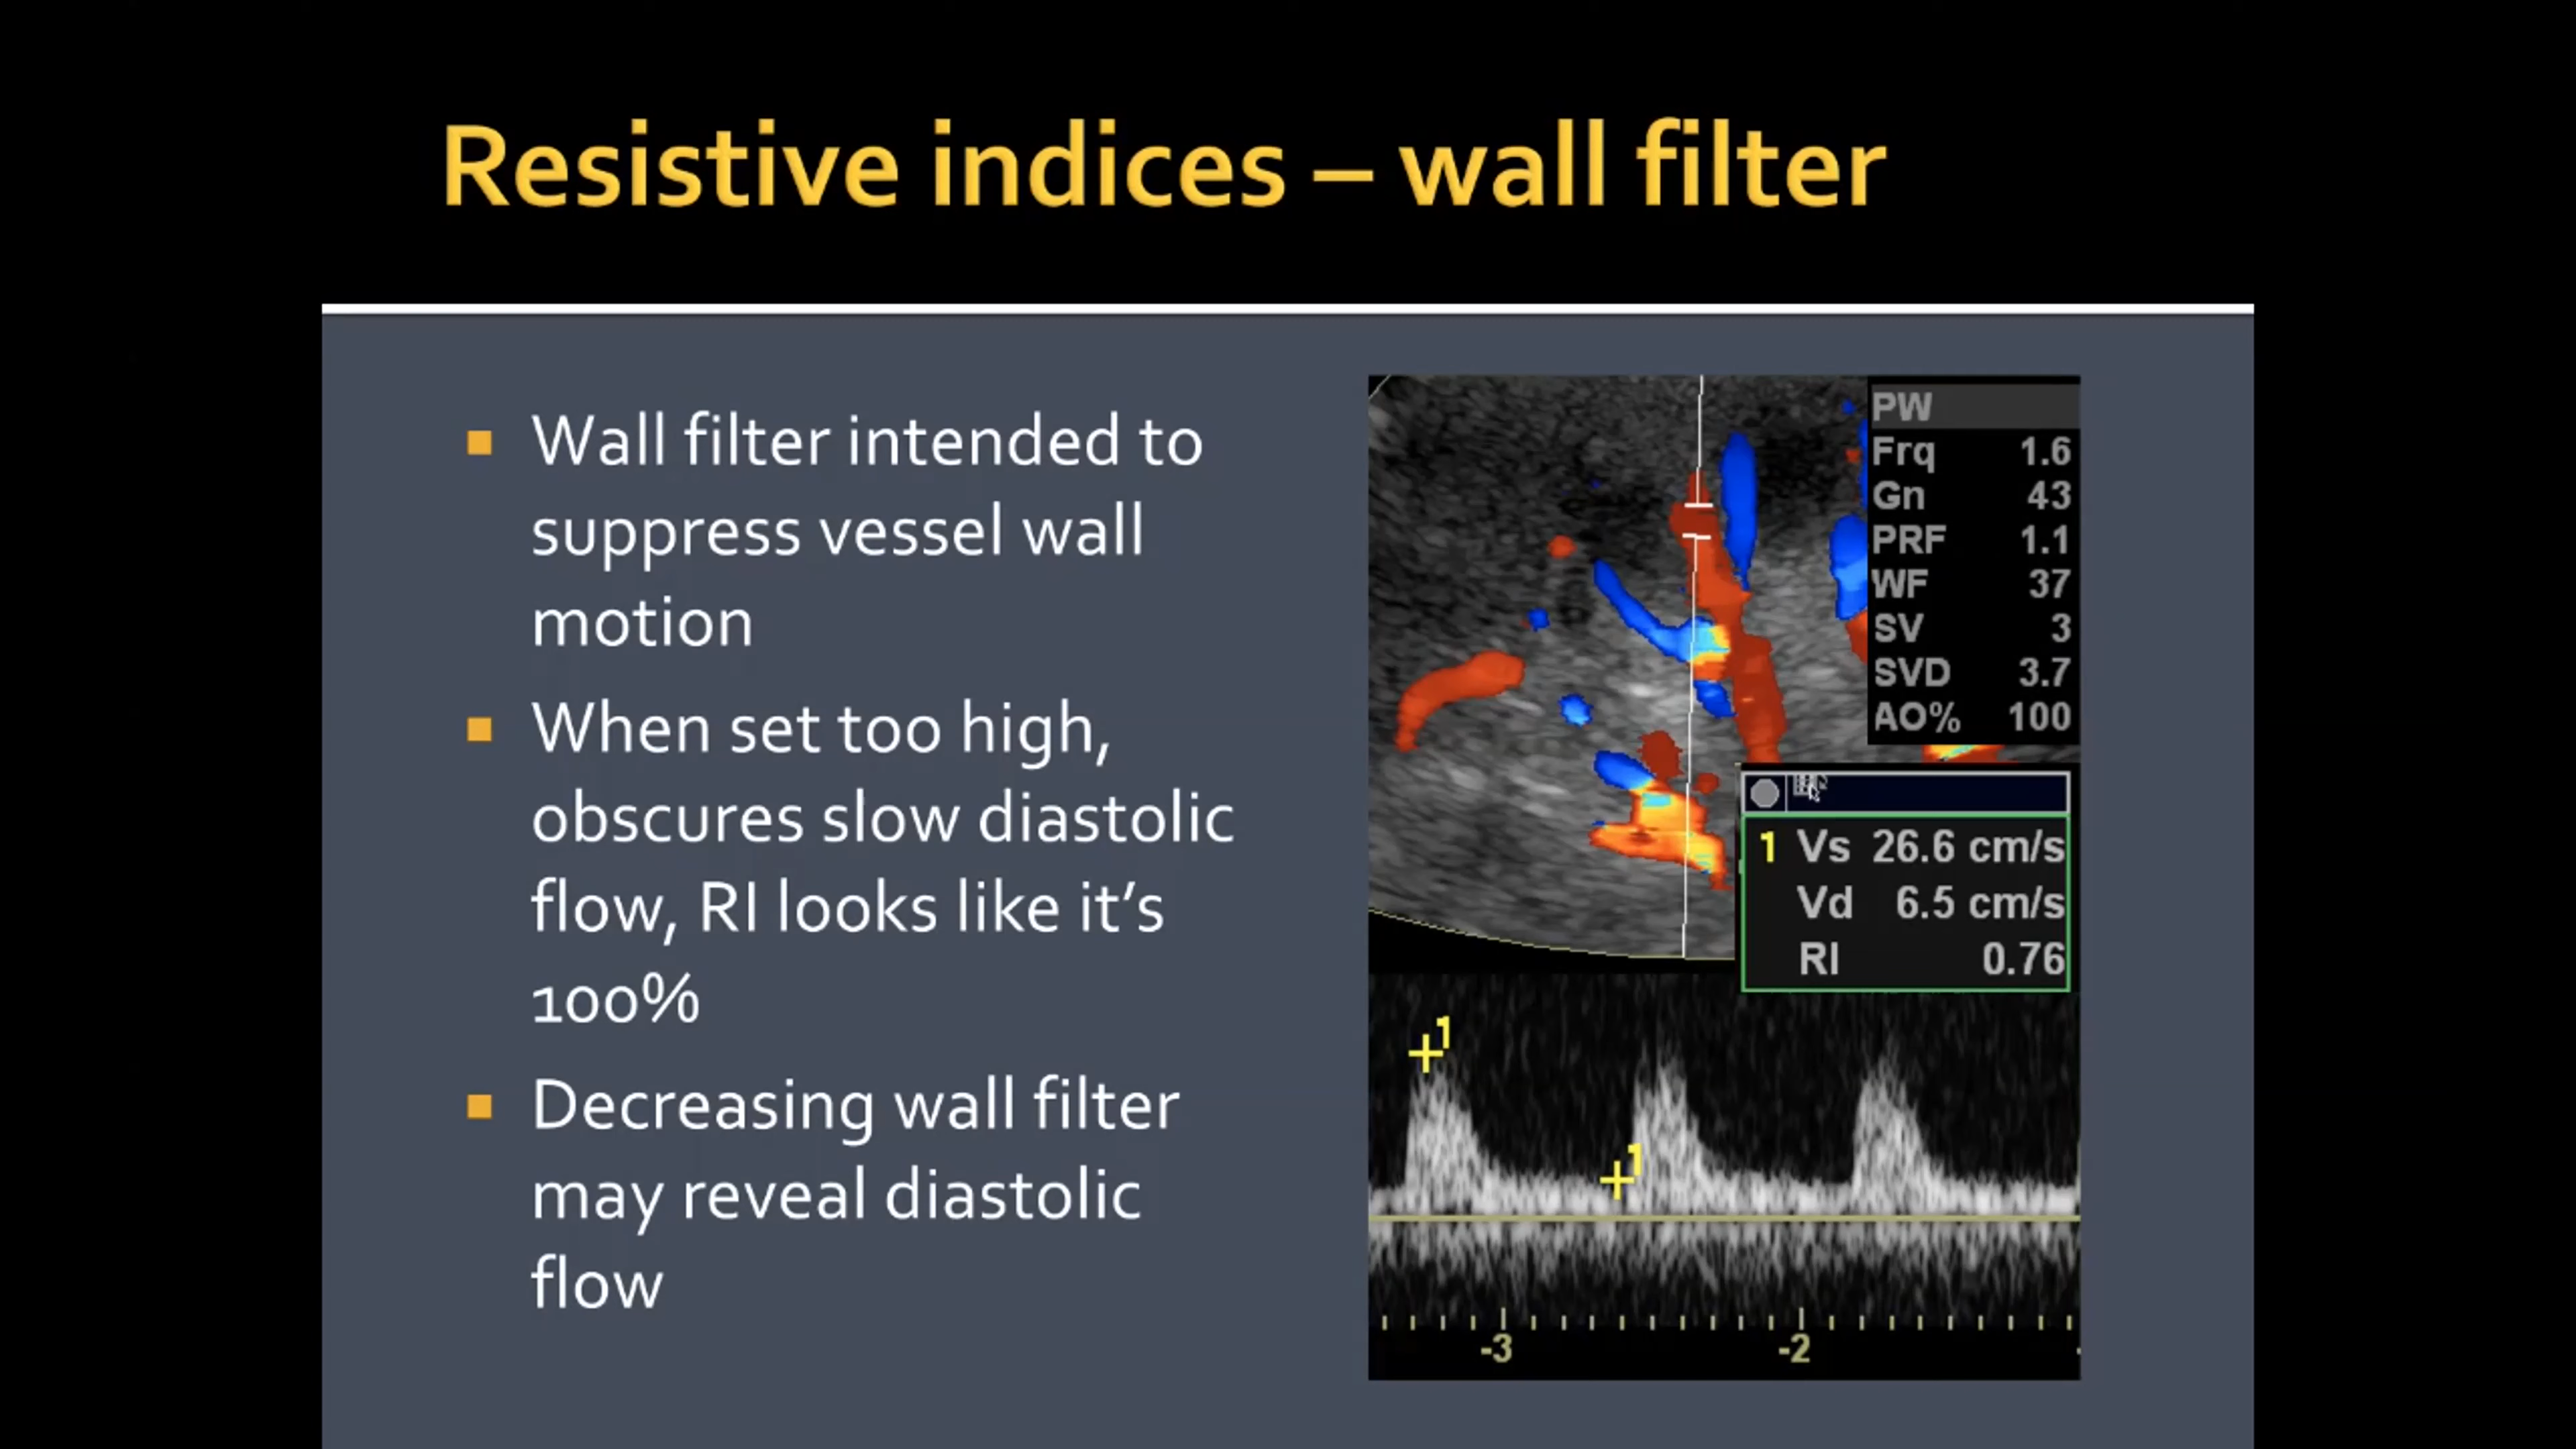 Resistive indices – wall filter
Wall filter intended to
suppress vessel wall
motion
When set too high,
obscures slow diastolic
flow, RI looks like it's
100%
Decreasing wall filter
may reveal diastolic
flow
PW
Frq 1.6
Gn 43
PRF 1.1
WF 37
SV 3
SVD 3.7
AO% 100
1 Vs 26.6 cm/s
Vd 6.5 cm/s
RI 0.76
1
1
-3 -2